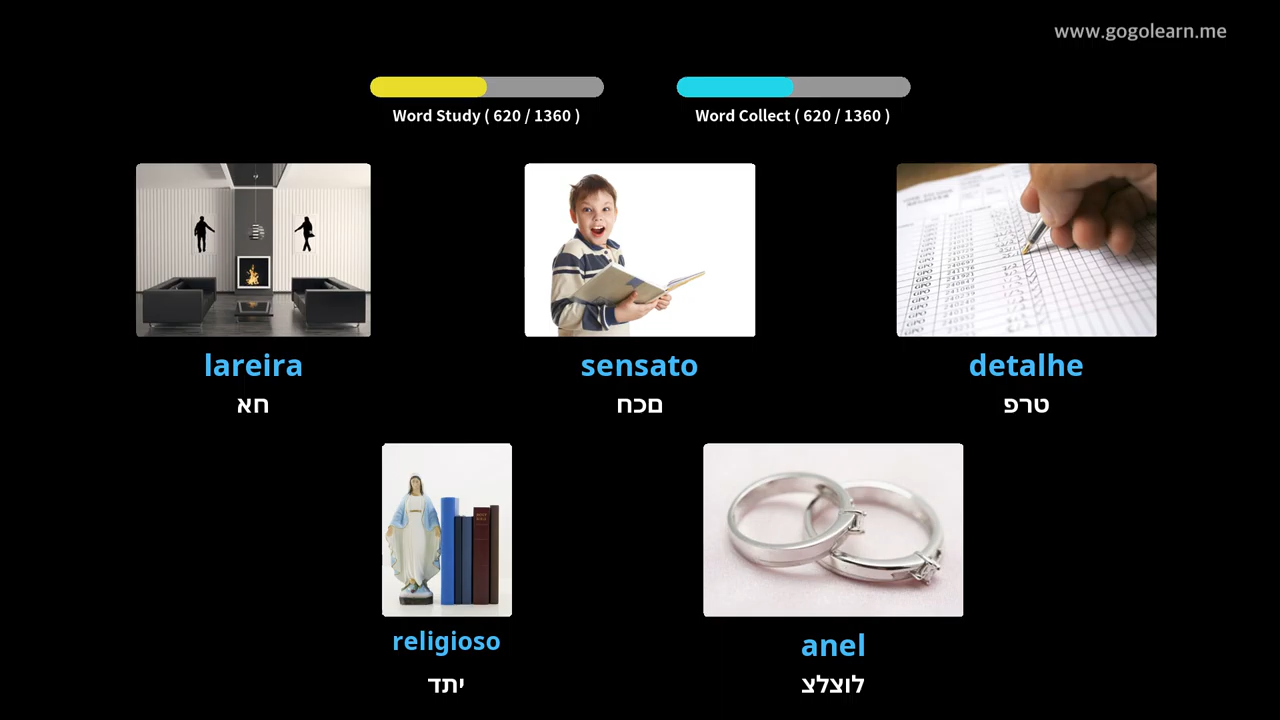 www.gogolearn.me
Word Study ( 620 / 1360 )
Word Collect ( 620 / 1360 )
lareira
חא
sensato
םכח
detalhe
טרפ
religioso
יתד
anel
לוצלצ